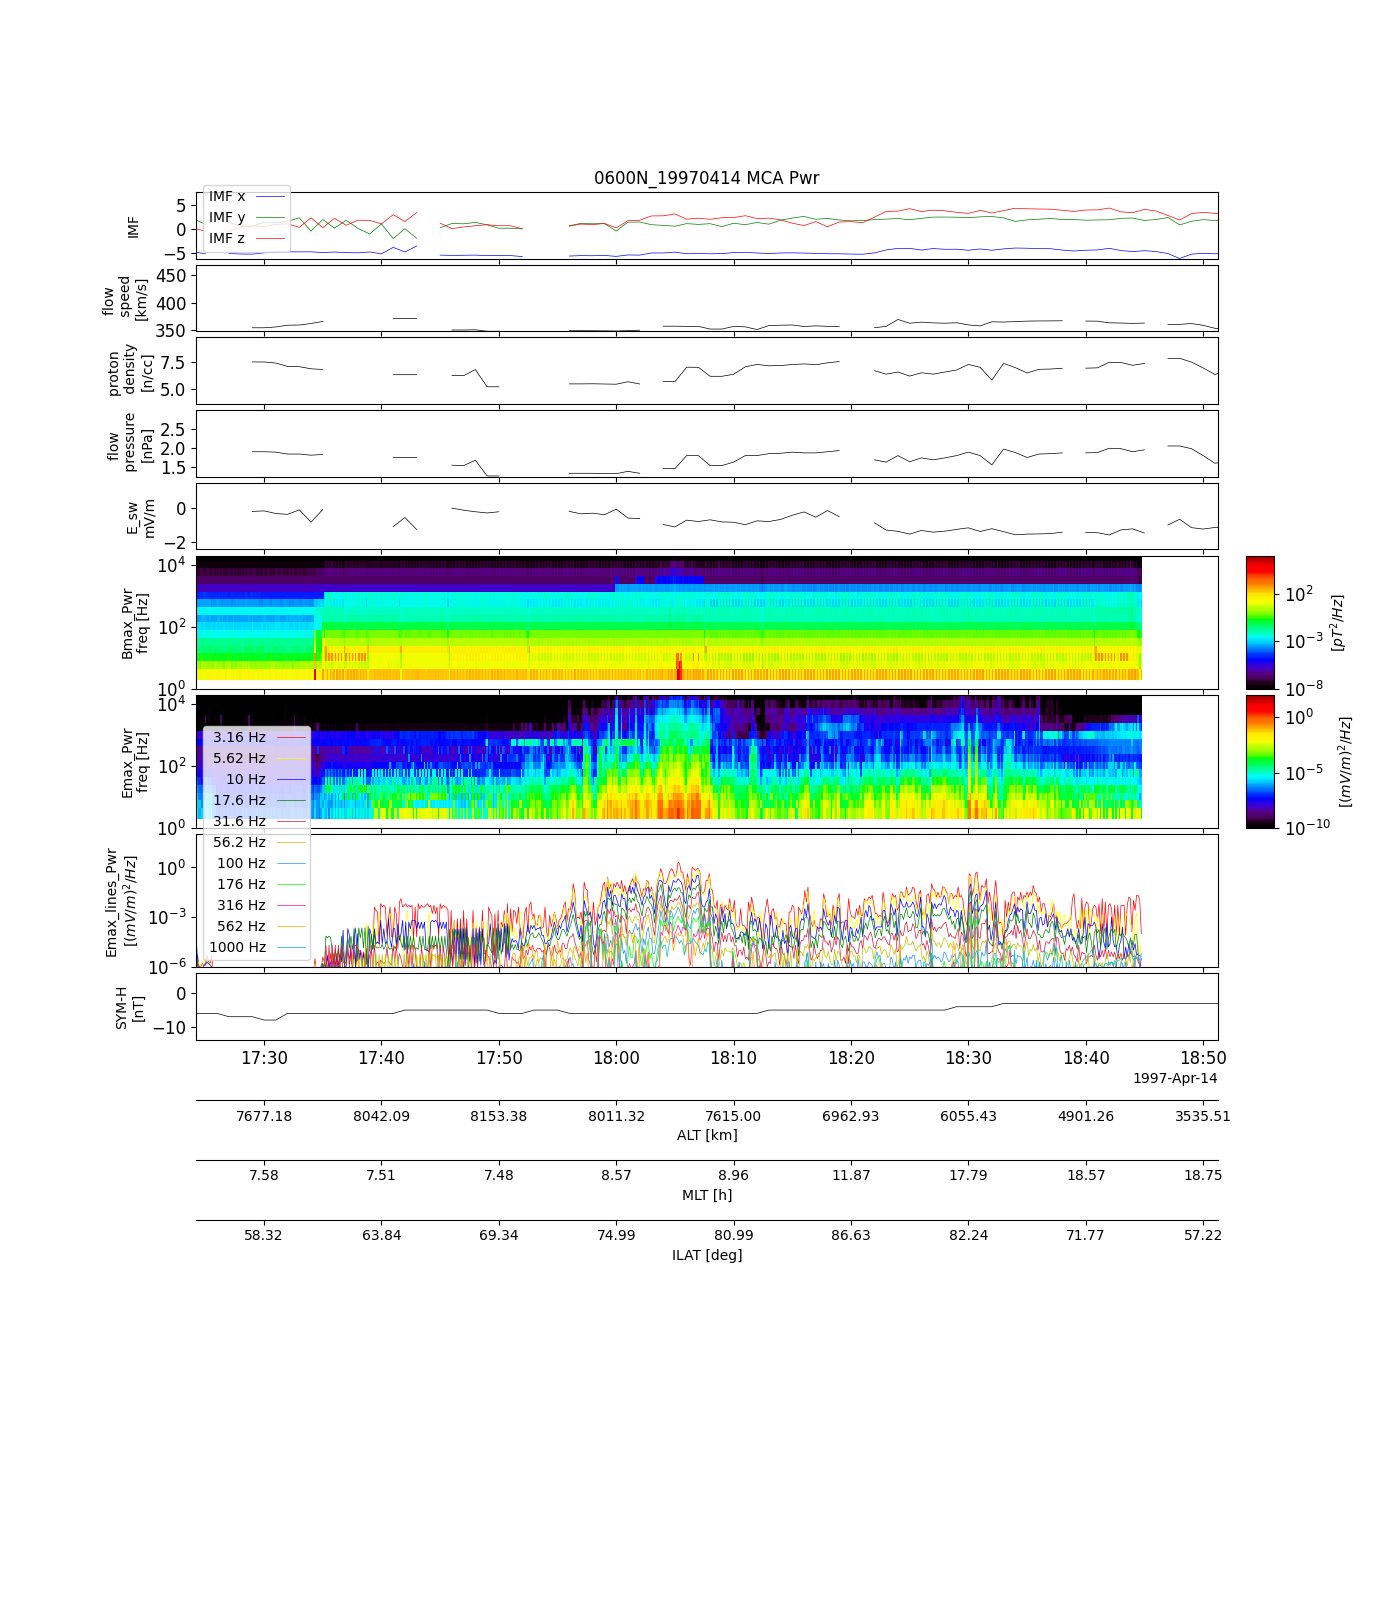 0600N_19970414 MCA Pwr
IMF
5
0
−5
IMF x
IMF y
IMF z
flow
speed
[km/s]
450
400
350
proton
density
[n/cc]
7.5
5.0
flow
pressure
[nPa]
2.5
2.0
1.5
E_sw
mV/m
0
−2
Bmax_Pwr
freq [Hz]
10^4
10^2
10^0
10^2
10^−3
10^−8
[pT^2/Hz]
Emax_Pwr
freq [Hz]
10^4
10^2
10^0
10^0
10^−5
10^−10
[(mV/m)^2/Hz]
3.16 Hz
5.62 Hz
10 Hz
17.6 Hz
31.6 Hz
56.2 Hz
100 Hz
176 Hz
316 Hz
562 Hz
1000 Hz
Emax_lines_Pwr
[(mV/m)^2/Hz]
10^0
10^−3
10^−6
SYM-H
[nT]
0
−10
17:30 17:40 17:50 18:00 18:10 18:20 18:30 18:40 18:50
1997-Apr-14
7677.18 8042.09 8153.38 8011.32 7615.00 6962.93 6055.43 4901.26 3535.51
ALT [km]
7.58 7.51 7.48 8.57 8.96 11.87 17.79 18.57 18.75
MLT [h]
58.32 63.84 69.34 74.99 80.99 86.63 82.24 71.77 57.22
ILAT [deg]